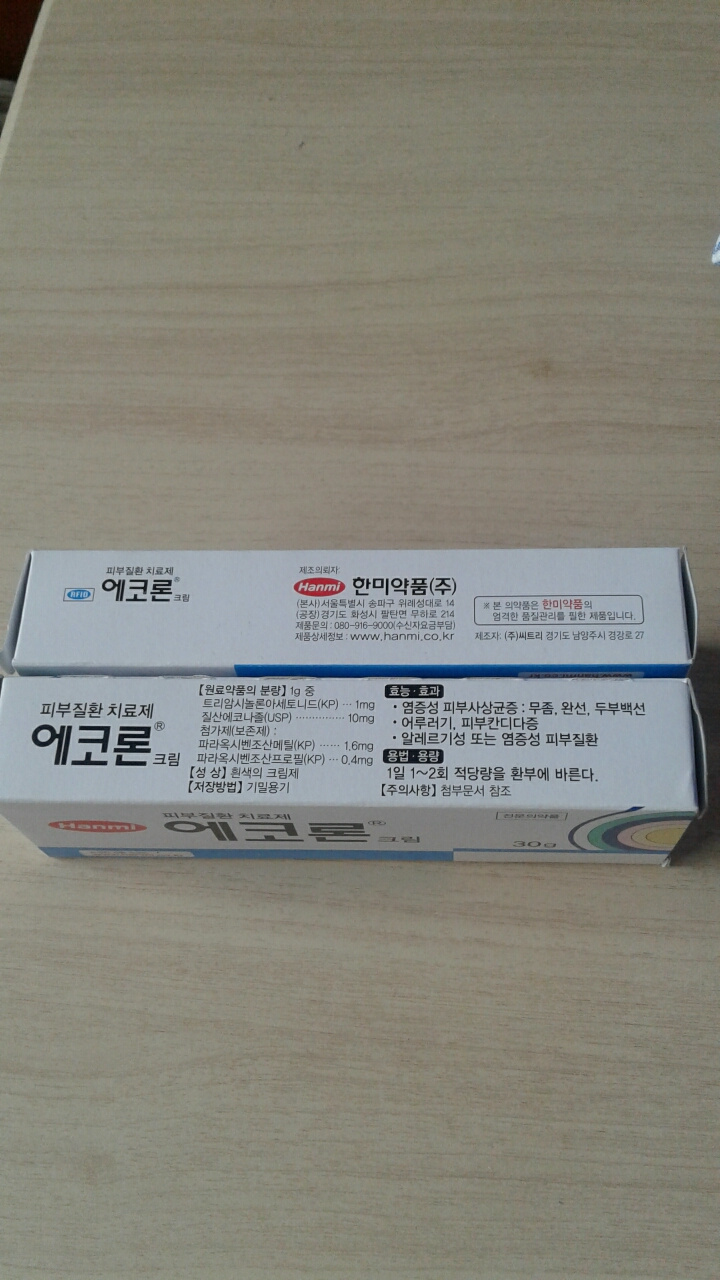 피부질환 치료제
RFID
에코론® 크림
제조의뢰자:
Hanmi 한미약품(주)
(본사)서울특별시 송파구 위례성대로 14
(공장)경기도 화성시 팔탄면 무하로 214
제품문의 : 080-916-9000(수신자요금부담)
제품상세정보 : www.hanmi.co.kr
※ 본 의약품은 한미약품의
엄격한 품질관리를 필한 제품입니다.
제조자: (주)씨트리 경기도 남양주시 경강로 27
피부질환 치료제
에코론® 크림
【원료약품의 분량】 1g 중
트리암시놀론아세토니드(KP) ··· 1mg
질산에코나졸(USP) ··············· 10mg
첨가제(보존제) :
파라옥시벤조산메틸(KP) ······ 1.6mg
파라옥시벤조산프로필(KP) ··· 0.4mg
【성 상】 흰색의 크림제
【저장방법】 기밀용기
효능·효과
· 염증성 피부사상균증 : 무좀, 완선, 두부백선
· 어루러기, 피부칸디다증
· 알레르기성 또는 염증성 피부질환
용법·용량
1일 1~2회 적당량을 환부에 바른다.
【주의사항】 첨부문서 참조
Hanmi
피부질환 치료제
에코론® 크림
전문의약품
30g